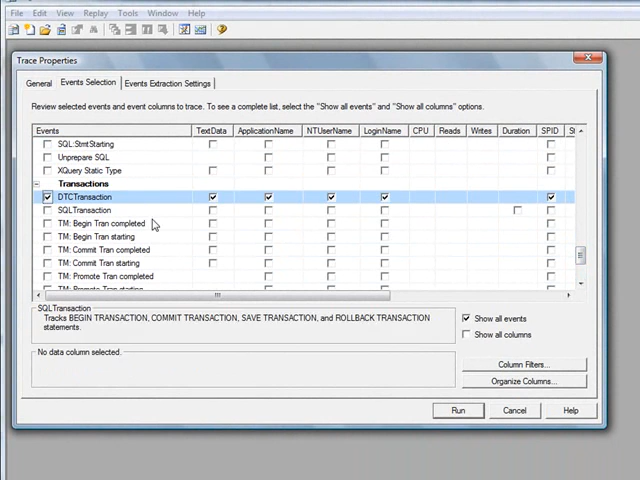 File Edit View Replay Tools Window Help
Trace Properties
General Events Selection Events Extraction Settings
Review selected events and event columns to trace. To see a complete list, select the "Show all events" and "Show all columns" options.
Events TextData ApplicationName NTUserName LoginName CPU Reads Writes Duration SPID
SQL:StmtStarting
Unprepare SQL
XQuery Static Type
Transactions
DTCTransaction
SQLTransaction
TM: Begin Tran completed
TM: Begin Tran starting
TM: Commit Tran completed
TM: Commit Tran starting
TM: Promote Tran completed
TM: Promote Tran starting
SQLTransaction
Tracks BEGIN TRANSACTION, COMMIT TRANSACTION, SAVE TRANSACTION, and ROLLBACK TRANSACTION
statements.
Show all events
Show all columns
No data column selected.
Column Filters...
Organize Columns...
Run Cancel Help